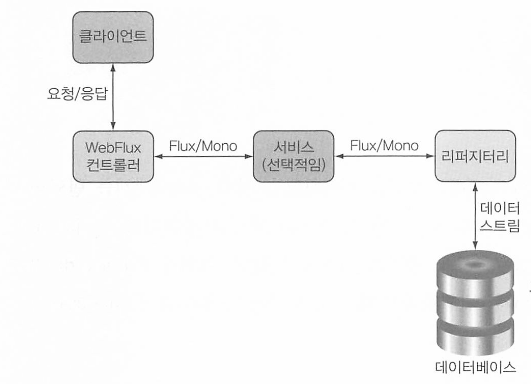 클라이언트
요청/응답
WebFlux
컨트롤러
Flux/Mono
서비스
(선택적임)
Flux/Mono
리퍼지터리
데이터
스트림
데이터베이스